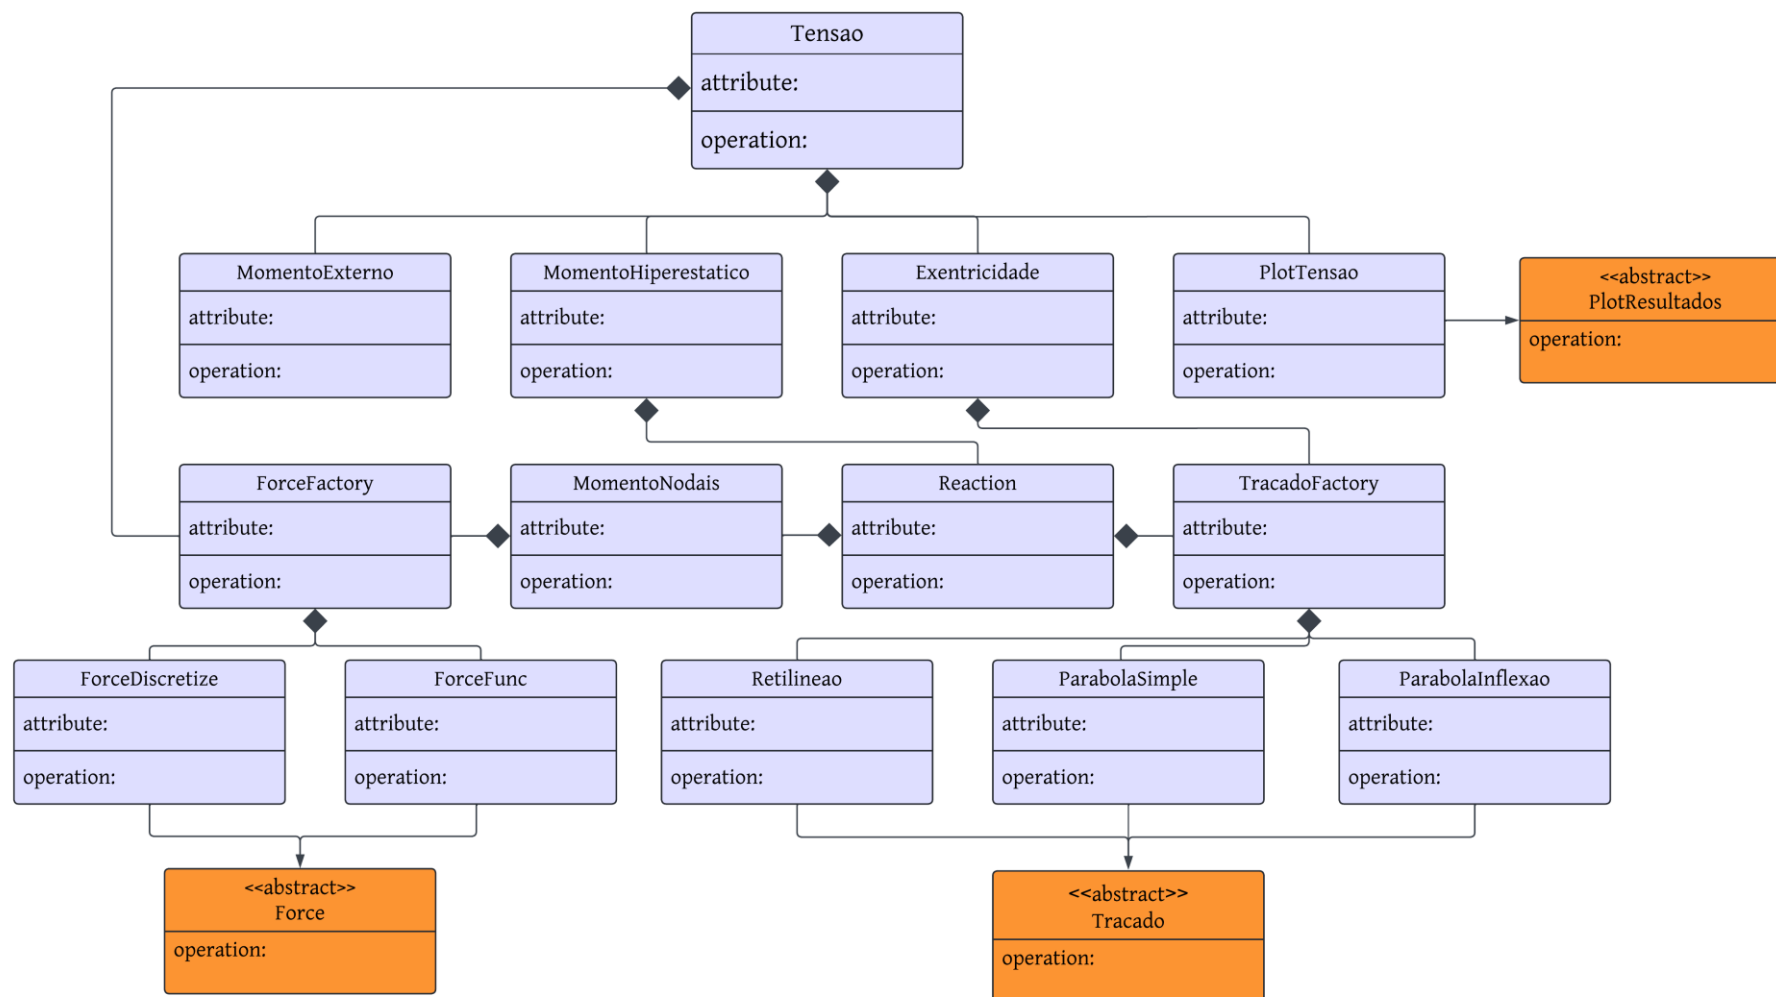 Tensao
attribute:
operation:
MomentoExterno
attribute:
operation:
MomentoHiperestatico
attribute:
operation:
Exentricidade
attribute:
operation:
PlotTensao
attribute:
operation:
<<abstract>>
PlotResultados
operation:
ForceFactory
attribute:
operation:
MomentoNodais
attribute:
operation:
Reaction
attribute:
operation:
TracadoFactory
attribute:
operation:
ForceDiscretize
attribute:
operation:
ForceFunc
attribute:
operation:
Retilineao
attribute:
operation:
ParabolaSimple
attribute:
operation:
ParabolaInflexao
attribute:
operation:
<<abstract>>
Force
operation:
<<abstract>>
Tracado
operation: